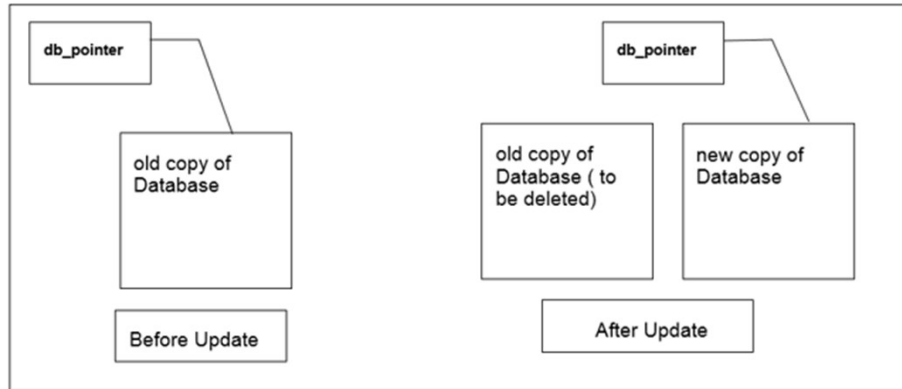 db_pointer
old copy of
Database
Before Update
db_pointer
old copy of
Database ( to
be deleted)
new copy of
Database
After Update